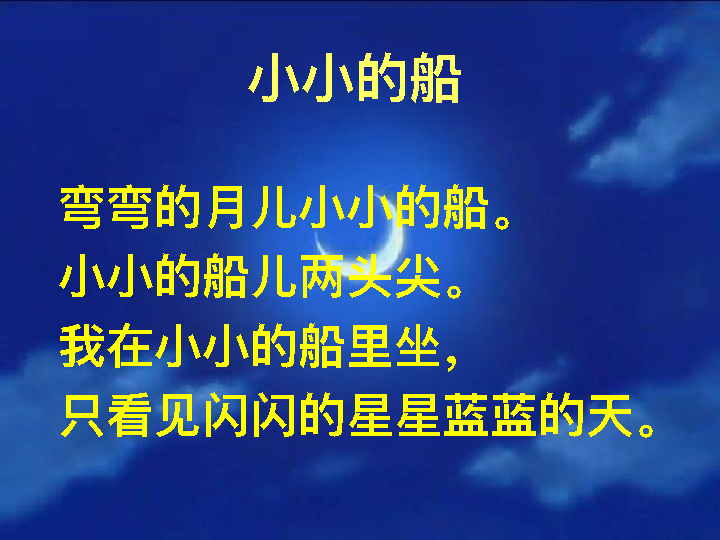 小小的船
弯弯的月儿小小的船。
小小的船儿两头尖。
我在小小的船里坐，
只看见闪闪的星星蓝蓝的天。